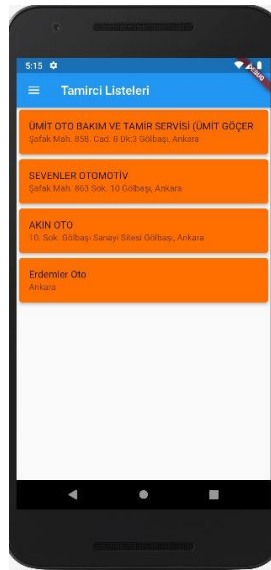 5:15
DEBUG
Tamirci Listeleri
ÜMİT OTO BAKIM VE TAMİR SERVİSİ (ÜMİT GÖÇER
Şafak Mah. 858. Cad. 8 Dk:3 Gölbaşı, Ankara
SEVENLER OTOMOTİV
Şafak Mah. 863 Sok. 10 Gölbaşı, Ankara
AKIN OTO
10. Sok. Gölbaşı Sanayi Sitesi Gölbaşı, Ankara
Erdemler Oto
Ankara